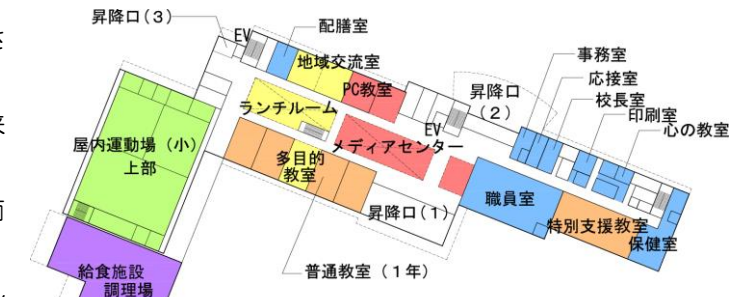 昇降口(3)
EV
配膳室
地域交流室
PC教室
ランチルーム
昇降口
(2)
事務室
応接室
校長室
印刷室
心の教室
EV
メディアセンター
屋内運動場(小)
上部
多目的
教室
昇降口(1)
職員室
特別支援教室
保健室
普通教室(1年)
給食施設
調理場